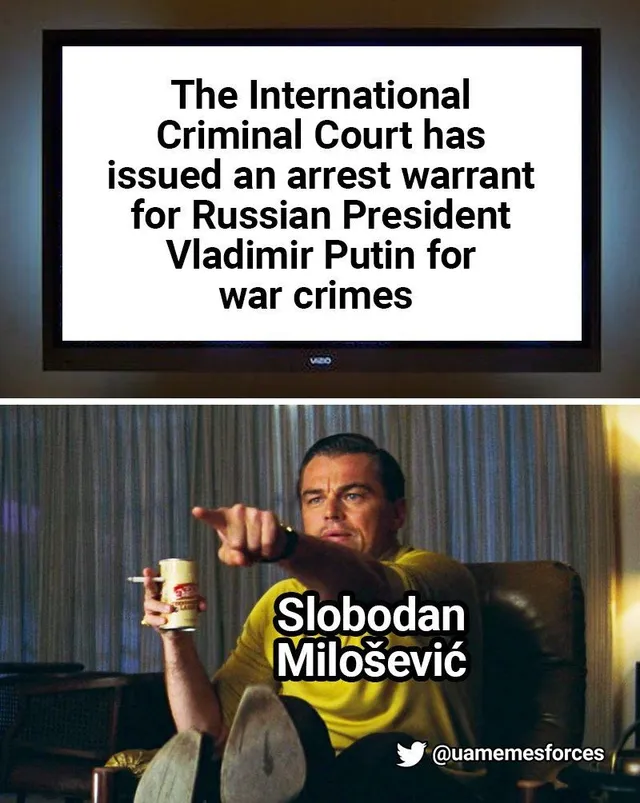 The International
Criminal Court has
issued an arrest warrant
for Russian President
Vladimir Putin for
war crimes
VIZIO
Slobodan
Milošević
@uamemesforces